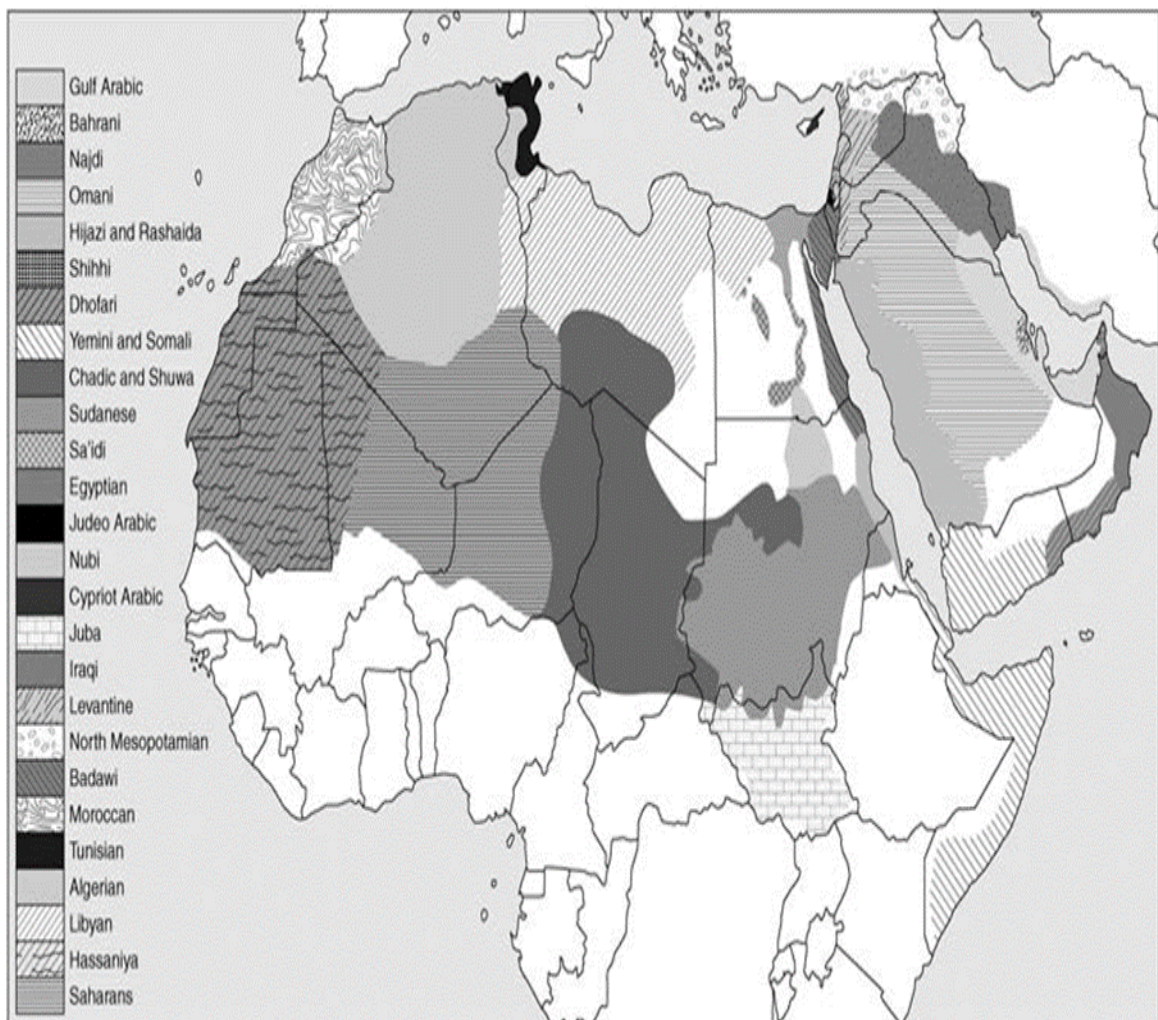 Gulf Arabic
Bahrani
Najdi
Omani
Hijazi and Rashaida
Shihhi
Dhofari
Yemini and Somali
Chadic and Shuwa
Sudanese
Sa'idi
Egyptian
Judeo Arabic
Nubi
Cypriot Arabic
Juba
Iraqi
Levantine
North Mesopotamian
Badawi
Moroccan
Tunisian
Algerian
Libyan
Hassaniya
Saharans